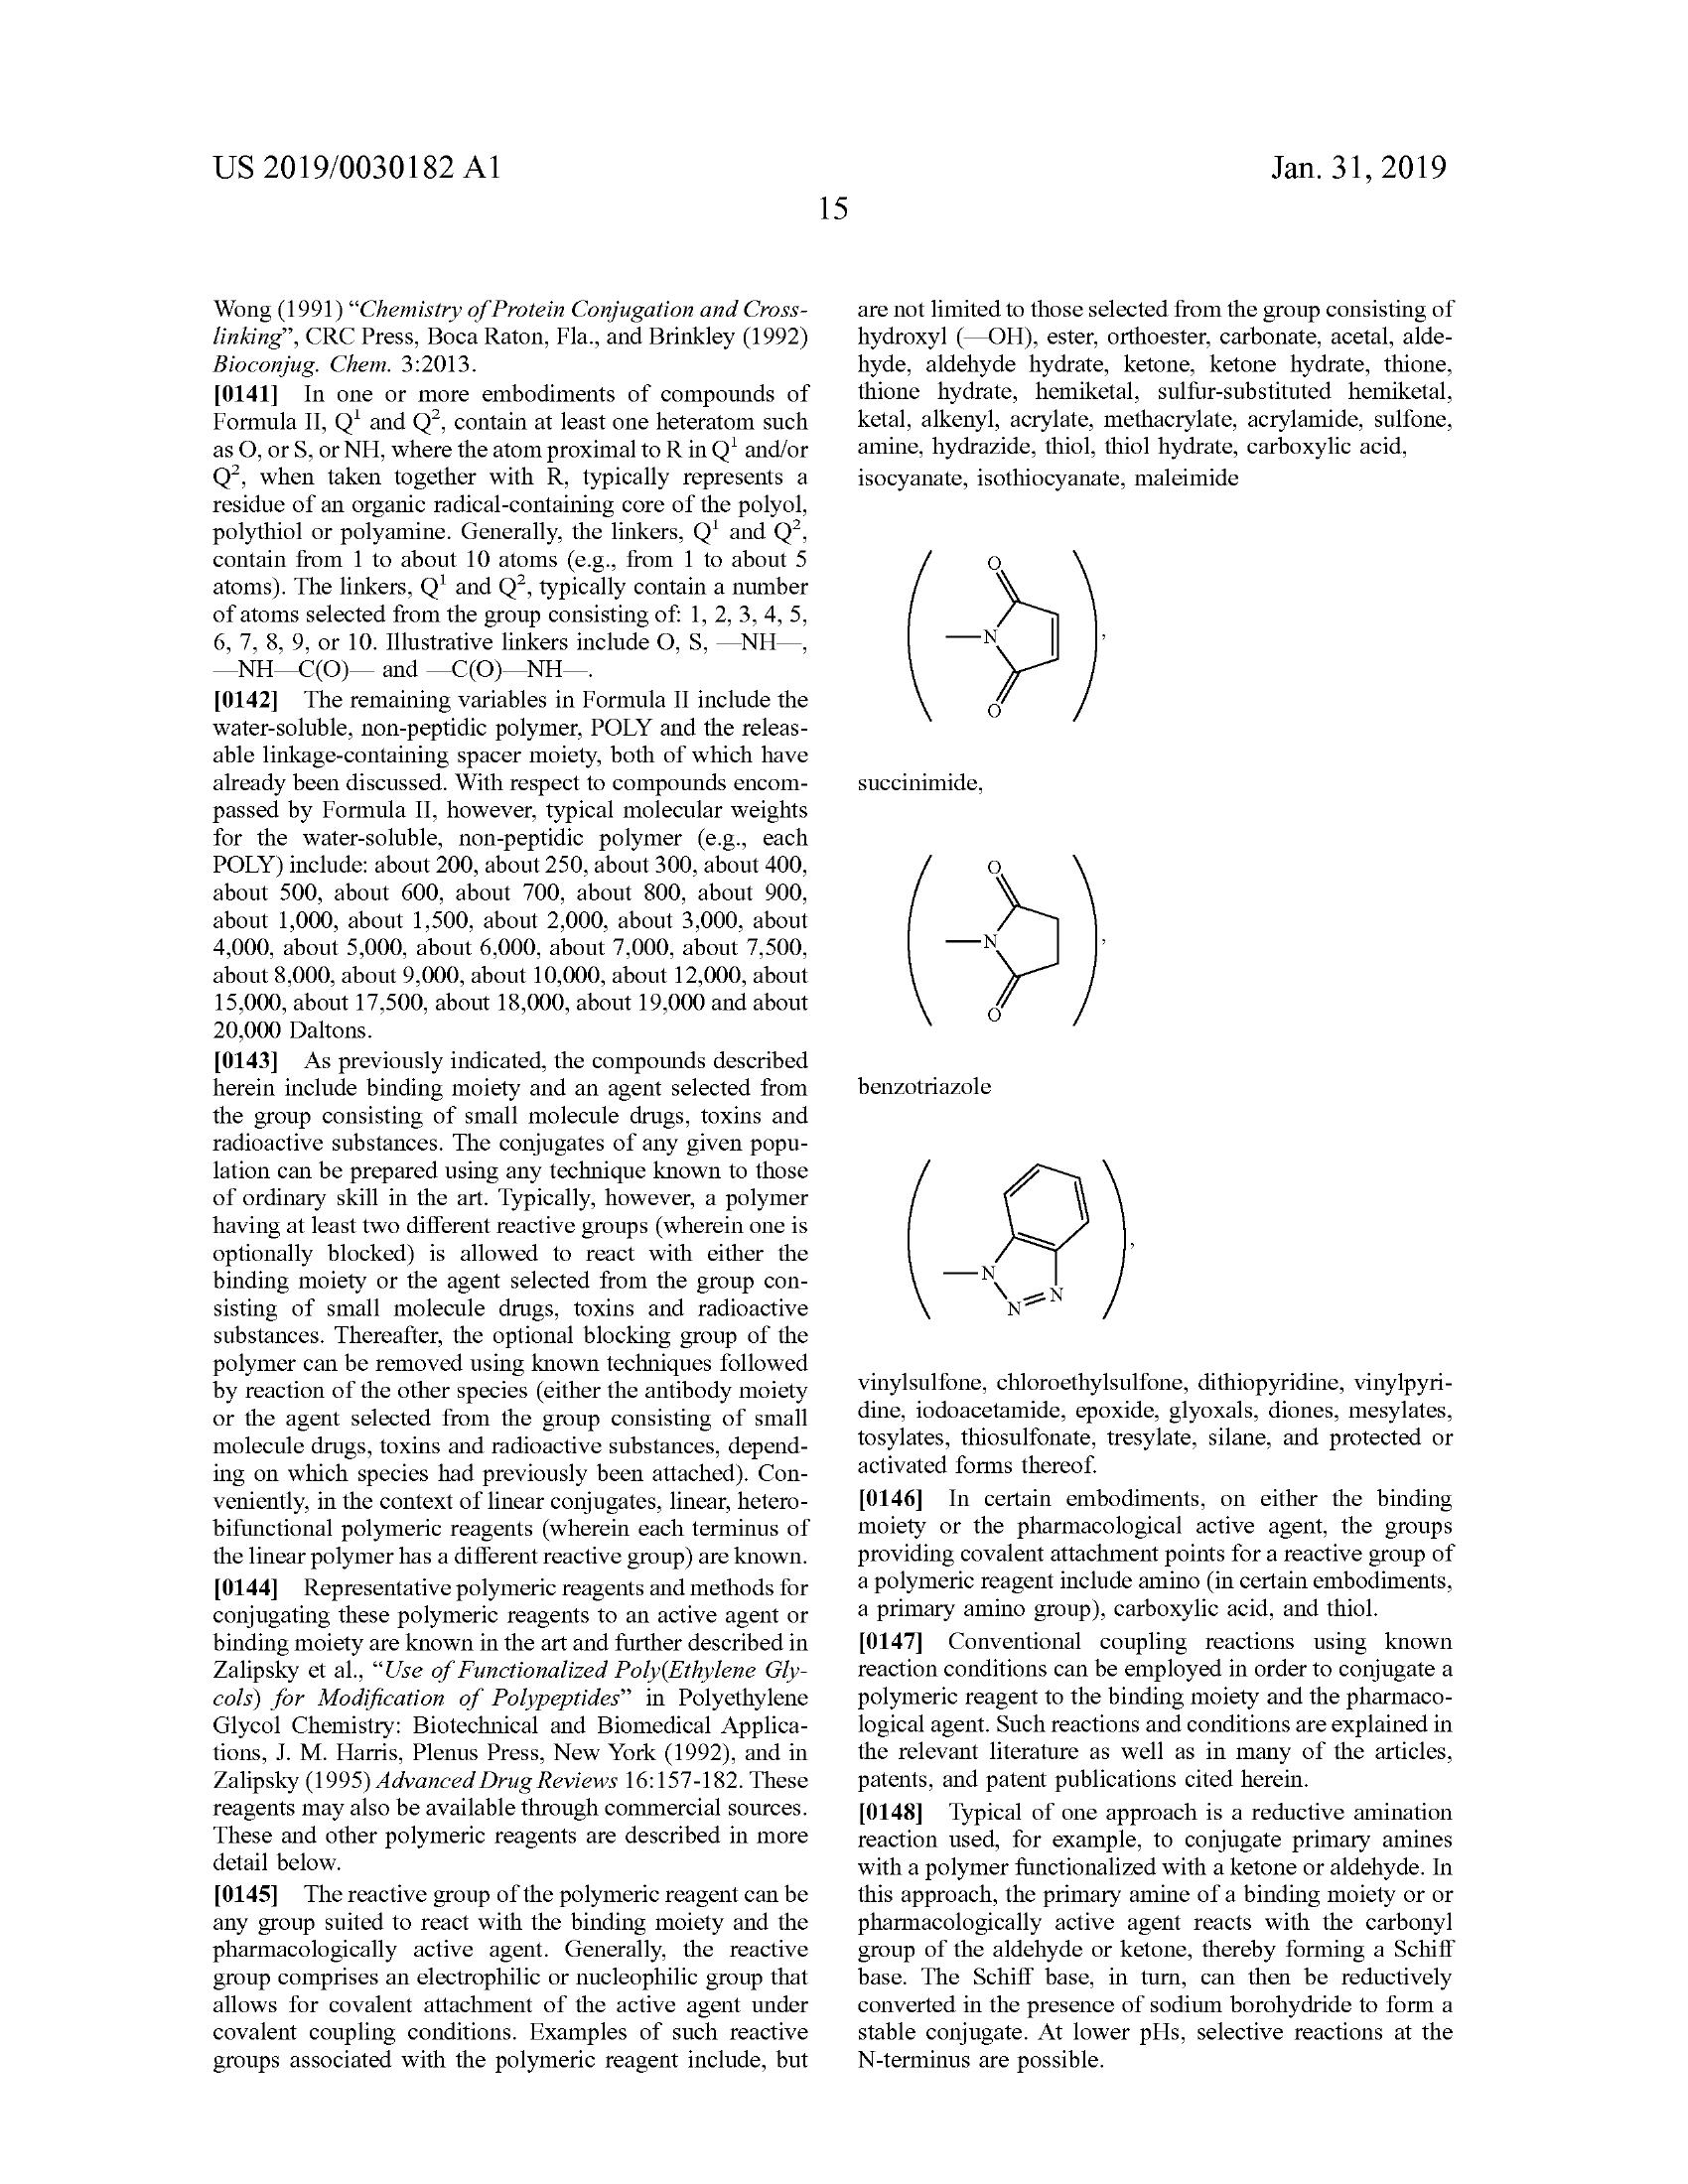 US 2019/0030182 A1
Jan. 31, 2019
15
Wong (1991) “Chemistry of Protein Conjugation and Cross-
linking”, CRC Press, Boca Raton, Fla., and Brinkley (1992)
Bioconjug. Chem. 3:2013.
[0141] In one or more embodiments of compounds of
Formula II, Q¹ and Q², contain at least one heteratom such
as O, or S, or NH, where the atom proximal to R in Q¹ and/or
Q², when taken together with R, typically represents a
residue of an organic radical-containing core of the polyol,
polythiol or polyamine. Generally, the linkers, Q¹ and Q²,
contain from 1 to about 10 atoms (e.g., from 1 to about 5
atoms). The linkers, Q¹ and Q², typically contain a number
of atoms selected from the group consisting of: 1, 2, 3, 4, 5,
6, 7, 8, 9, or 10. Illustrative linkers include O, S, —NH—,
—NH—C(O)— and —C(O)—NH—.
[0142] The remaining variables in Formula II include the
water-soluble, non-peptidic polymer, POLY and the releas-
able linkage-containing spacer moiety, both of which have
already been discussed. With respect to compounds encom-
passed by Formula II, however, typical molecular weights
for the water-soluble, non-peptidic polymer (e.g., each
POLY) include: about 200, about 250, about 300, about 400,
about 500, about 600, about 700, about 800, about 900,
about 1,000, about 1,500, about 2,000, about 3,000, about
4,000, about 5,000, about 6,000, about 7,000, about 7,500,
about 8,000, about 9,000, about 10,000, about 12,000, about
15,000, about 17,500, about 18,000, about 19,000 and about
20,000 Daltons.
[0143] As previously indicated, the compounds described
herein include binding moiety and an agent selected from
the group consisting of small molecule drugs, toxins and
radioactive substances. The conjugates of any given popu-
lation can be prepared using any technique known to those
of ordinary skill in the art. Typically, however, a polymer
having at least two different reactive groups (wherein one is
optionally blocked) is allowed to react with either the
binding moiety or the agent selected from the group con-
sisting of small molecule drugs, toxins and radioactive
substances. Thereafter, the optional blocking group of the
polymer can be removed using known techniques followed
by reaction of the other species (either the antibody moiety
or the agent selected from the group consisting of small
molecule drugs, toxins and radioactive substances, depend-
ing on which species had previously been attached). Con-
veniently, in the context of linear conjugates, linear, hetero-
bifunctional polymeric reagents (wherein each terminus of
the linear polymer has a different reactive group) are known.
[0144] Representative polymeric reagents and methods for
conjugating these polymeric reagents to an active agent or
binding moiety are known in the art and further described in
Zalipsky et al., “Use of Functionalized Poly(Ethylene Gly-
cols) for Modification of Polypeptides” in Polyethylene
Glycol Chemistry: Biotechnical and Biomedical Applica-
tions, J. M. Harris, Plenus Press, New York (1992), and in
Zalipsky (1995) Advanced Drug Reviews 16:157-182. These
reagents may also be available through commercial sources.
These and other polymeric reagents are described in more
detail below.
[0145] The reactive group of the polymeric reagent can be
any group suited to react with the binding moiety and the
pharmacologically active agent. Generally, the reactive
group comprises an electrophilic or nucleophilic group that
allows for covalent attachment of the active agent under
covalent coupling conditions. Examples of such reactive
groups associated with the polymeric reagent include, but
are not limited to those selected from the group consisting of
hydroxyl (—OH), ester, orthoester, carbonate, acetal, alde-
hyde, aldehyde hydrate, ketone, ketone hydrate, thione,
thione hydrate, hemiketal, sulfur-substituted hemiketal,
ketal, alkenyl, acrylate, methacrylate, acrylamide, sulfone,
amine, hydrazide, thiol, thiol hydrate, carboxylic acid,
isocyanate, isothiocyanate, maleimide
O
N
O
,
succinimide,
O
N
O
,
benzotriazole
N
N
N
,
vinylsulfone, chloroethylsulfone, dithiopyridine, vinylpyri-
dine, iodoacetamide, epoxide, glyoxals, diones, mesylates,
tosylates, thiosulfonate, tresylate, silane, and protected or
activated forms thereof.
[0146] In certain embodiments, on either the binding
moiety or the pharmacological active agent, the groups
providing covalent attachment points for a reactive group of
a polymeric reagent include amino (in certain embodiments,
a primary amino group), carboxylic acid, and thiol.
[0147] Conventional coupling reactions using known
reaction conditions can be employed in order to conjugate a
polymeric reagent to the binding moiety and the pharmaco-
logical agent. Such reactions and conditions are explained in
the relevant literature as well as in many of the articles,
patents, and patent publications cited herein.
[0148] Typical of one approach is a reductive amination
reaction used, for example, to conjugate primary amines
with a polymer functionalized with a ketone or aldehyde. In
this approach, the primary amine of a binding moiety or or
pharmacologically active agent reacts with the carbonyl
group of the aldehyde or ketone, thereby forming a Schiff
base. The Schiff base, in turn, can then be reductively
converted in the presence of sodium borohydride to form a
stable conjugate. At lower pHs, selective reactions at the
N-terminus are possible.